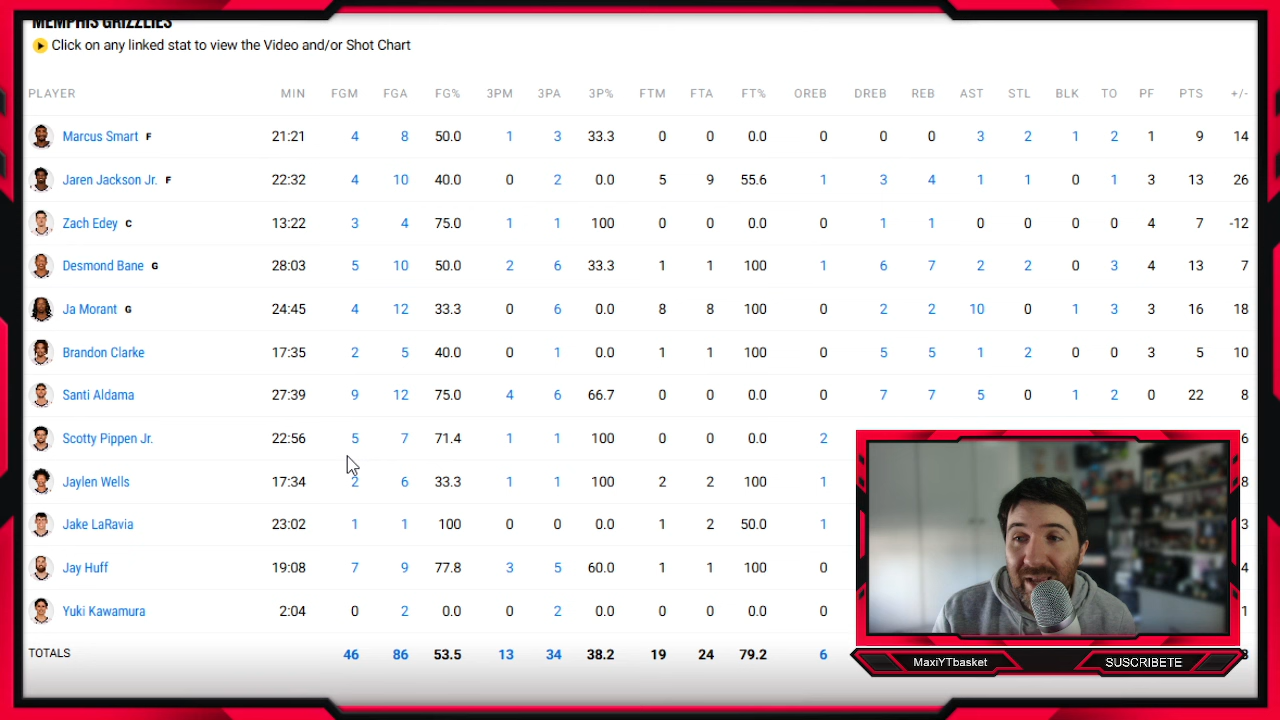 MEMPHIS GRIZZLIES
Click on any linked stat to view the Video and/or Shot Chart
PLAYER MIN FGM FGA FG% 3PM 3PA 3P% FTM FTA FT% OREB DREB REB AST STL BLK TO PF PTS +/-
Marcus Smart F 21:21 4 8 50.0 1 3 33.3 0 0 0.0 0 0 0 3 2 1 2 1 9 14
Jaren Jackson Jr. F 22:32 4 10 40.0 0 2 0.0 5 9 55.6 1 3 4 1 1 0 1 3 13 26
Zach Edey C 13:22 3 4 75.0 1 1 100 0 0 0.0 0 1 1 0 0 0 0 4 7 -12
Desmond Bane G 28:03 5 10 50.0 2 6 33.3 1 1 100 1 6 7 2 2 0 3 4 13 7
Ja Morant G 24:45 4 12 33.3 0 6 0.0 8 8 100 0 2 2 10 0 1 3 3 16 18
Brandon Clarke 17:35 2 5 40.0 0 1 0.0 1 1 100 0 5 5 1 2 0 0 3 5 10
Santi Aldama 27:39 9 12 75.0 4 6 66.7 0 0 0.0 0 7 7 5 0 1 2 0 22 8
Scotty Pippen Jr. 22:56 5 7 71.4 1 1 100 0 0 0.0 2 6
Jaylen Wells 17:34 2 6 33.3 1 1 100 2 2 100 1 8
Jake LaRavia 23:02 1 1 100 0 0 0.0 1 2 50.0 1 3
Jay Huff 19:08 7 9 77.8 3 5 60.0 1 1 100 0 4
Yuki Kawamura 2:04 0 2 0.0 0 2 0.0 0 0 0.0 0 1
TOTALS 46 86 53.5 13 34 38.2 19 24 79.2 6
MaxiYTbasket SUSCRIBETE